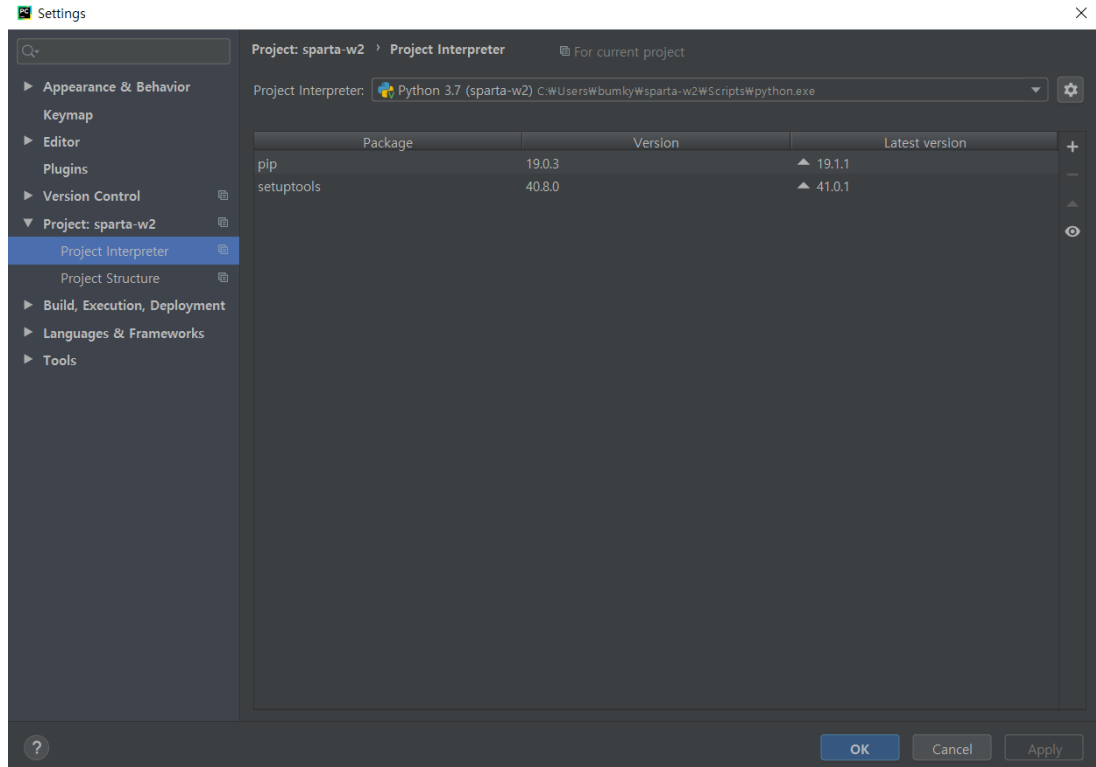 PC Settings
Project: sparta-w2 › Project Interpreter For current project
Appearance & Behavior
Keymap
Editor
Plugins
Version Control
Project: sparta-w2
Project Interpreter
Project Structure
Build, Execution, Deployment
Languages & Frameworks
Tools
Project Interpreter: Python 3.7 (sparta-w2) C:₩Users₩bumky₩sparta-w2₩Scripts₩python.exe
Package Version Latest version
pip 19.0.3 19.1.1
setuptools 40.8.0 41.0.1
? OK Cancel Apply